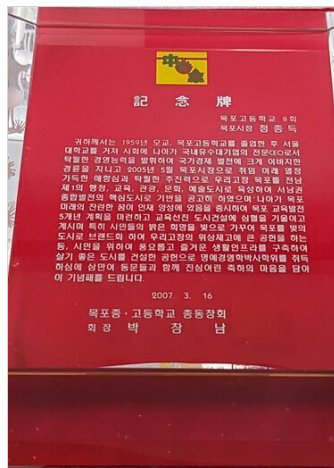 記念牌
목포고등학교 8회
목포시장 정종득
귀하께서는 1959년 모교, 목포고등학교를 졸업한 후 서울
대학교를 거쳐 사회에 나아가 국내유수대기업의 전문CEO로서
탁월한 경영능력을 발휘하여 국가경제 발전에 크게 이바지한
경륜을 지니고 2005년 5월 목포시장으로 취임 이래 열정
가득한 애향심과 탁월한 추진력으로 우리고장 목포를 전남
제1의 행정, 교육, 관광, 문화, 예술도시로 육성하여 서남권
종합발전의 핵심도시로 기반을 공고히 하였으며 나아가 목포
미래의 찬란한 꿈이 인재 양성에 있음을 중시하여 목포 교육발전
5개년 계획을 마련하고 교육선진 도시건설에 심혈을 기울이고
계시며 특히 시민들의 밝은 희망을 빛으로 가꾸어 목포를 빛의
도시로 브랜드화 하여 우리고장의 위상제고에 큰 공헌을 하는
등, 시민을 위하여 풍요롭고 즐거운 생활인프라를 구축하여
살기 좋은 도시를 건설한 공헌으로 명예경영학박사학위를 취득
하심에 삼만여 동문들과 함께 진심어린 축하의 마음을 담아
이 기념패를 드립니다.
2007. 3. 16
목포중·고등학교 총동창회
회장 박창남